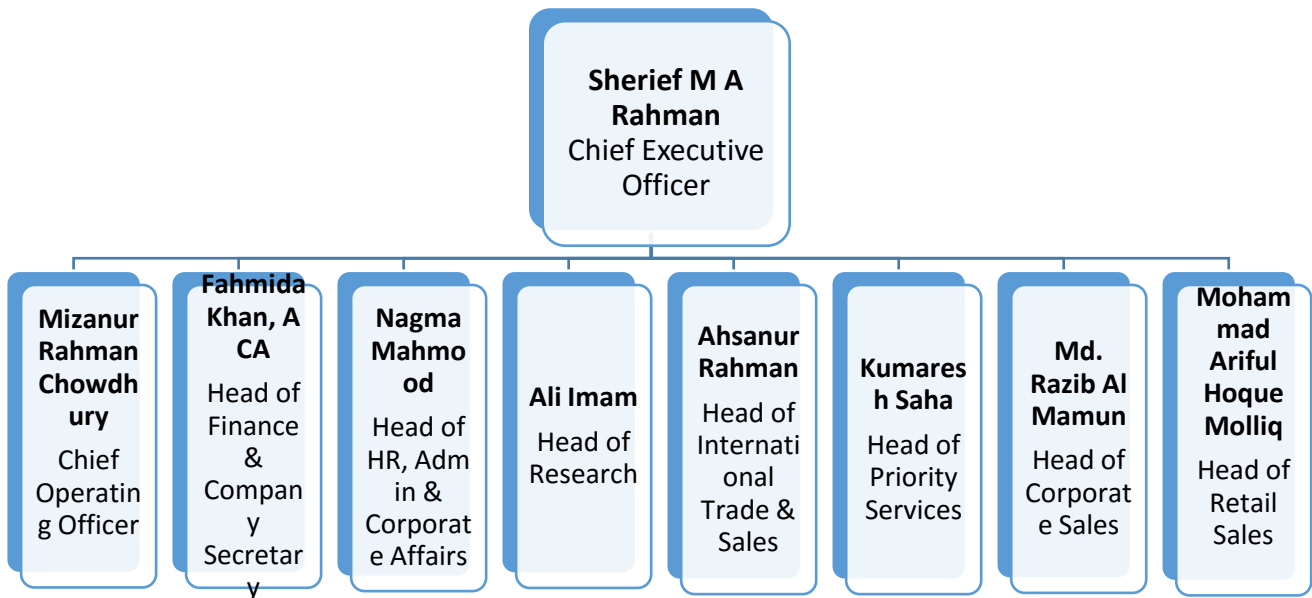 Sherief M A
Rahman
Chief Executive
Officer
Mizanur
Rahman
Chowdh
ury
Chief
Operatin
g Officer
Fahmida
Khan, A
CA
Head of
Finance
&
Compan
y
Secretar
y
Nagma
Mahmo
od
Head of
HR, Adm
in &
Corporat
e Affairs
Ali Imam
Head of
Research
Ahsanur
Rahman
Head of
Internati
onal
Trade &
Sales
Kumares
h Saha
Head of
Priority
Services
Md.
Razib Al
Mamun
Head of
Corporat
e Sales
Moham
mad
Ariful
Hoque
Molliq
Head of
Retail
Sales